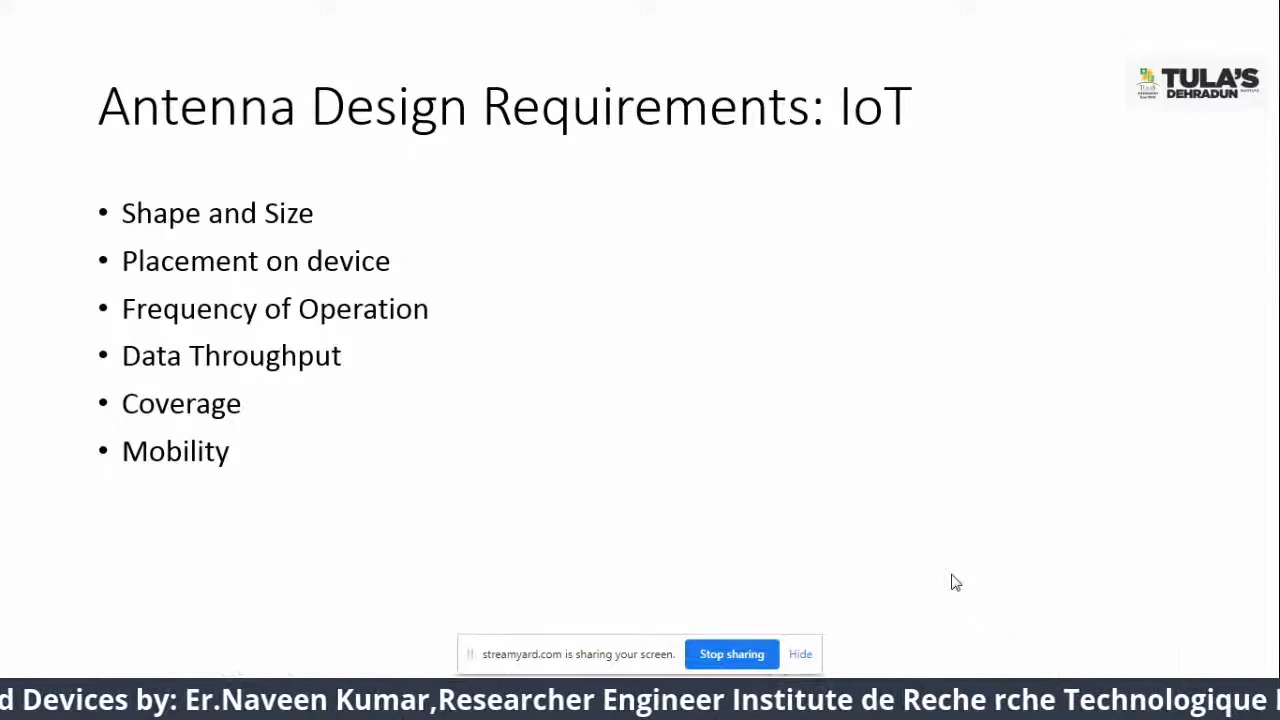 TULA'S
DEHRADUN
Antenna Design Requirements: IoT
• Shape and Size
• Placement on device
• Frequency of Operation
• Data Throughput
• Coverage
• Mobility
streamyard.com is sharing your screen. Stop sharing Hide
d Devices by: Er.Naveen Kumar,Researcher Engineer Institute de Reche rche Technologique